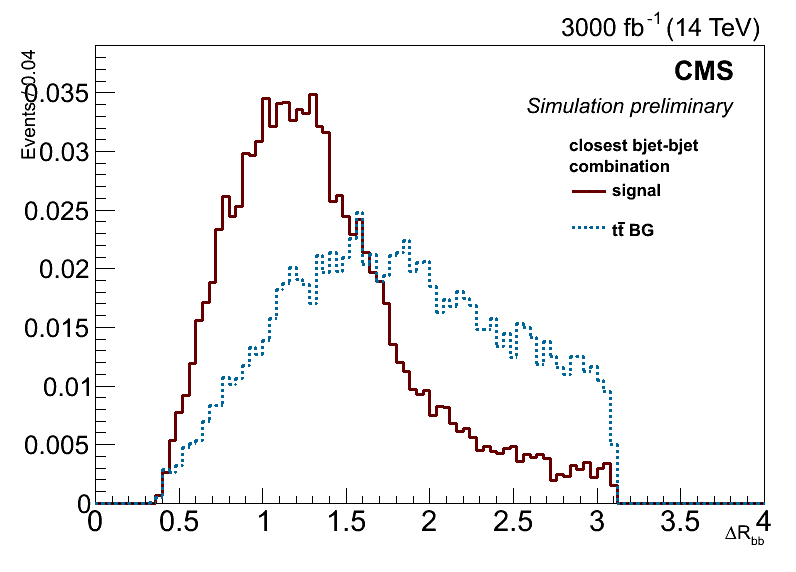 3000 fb-1 (14 TeV)
CMS
Simulation preliminary
closest bjet-bjet
combination
signal
tt̄ BG
Events / 0.04
0.035
0.03
0.025
0.02
0.015
0.01
0.005
0
0 0.5 1 1.5 2 2.5 3 3.5 4
ΔRbb